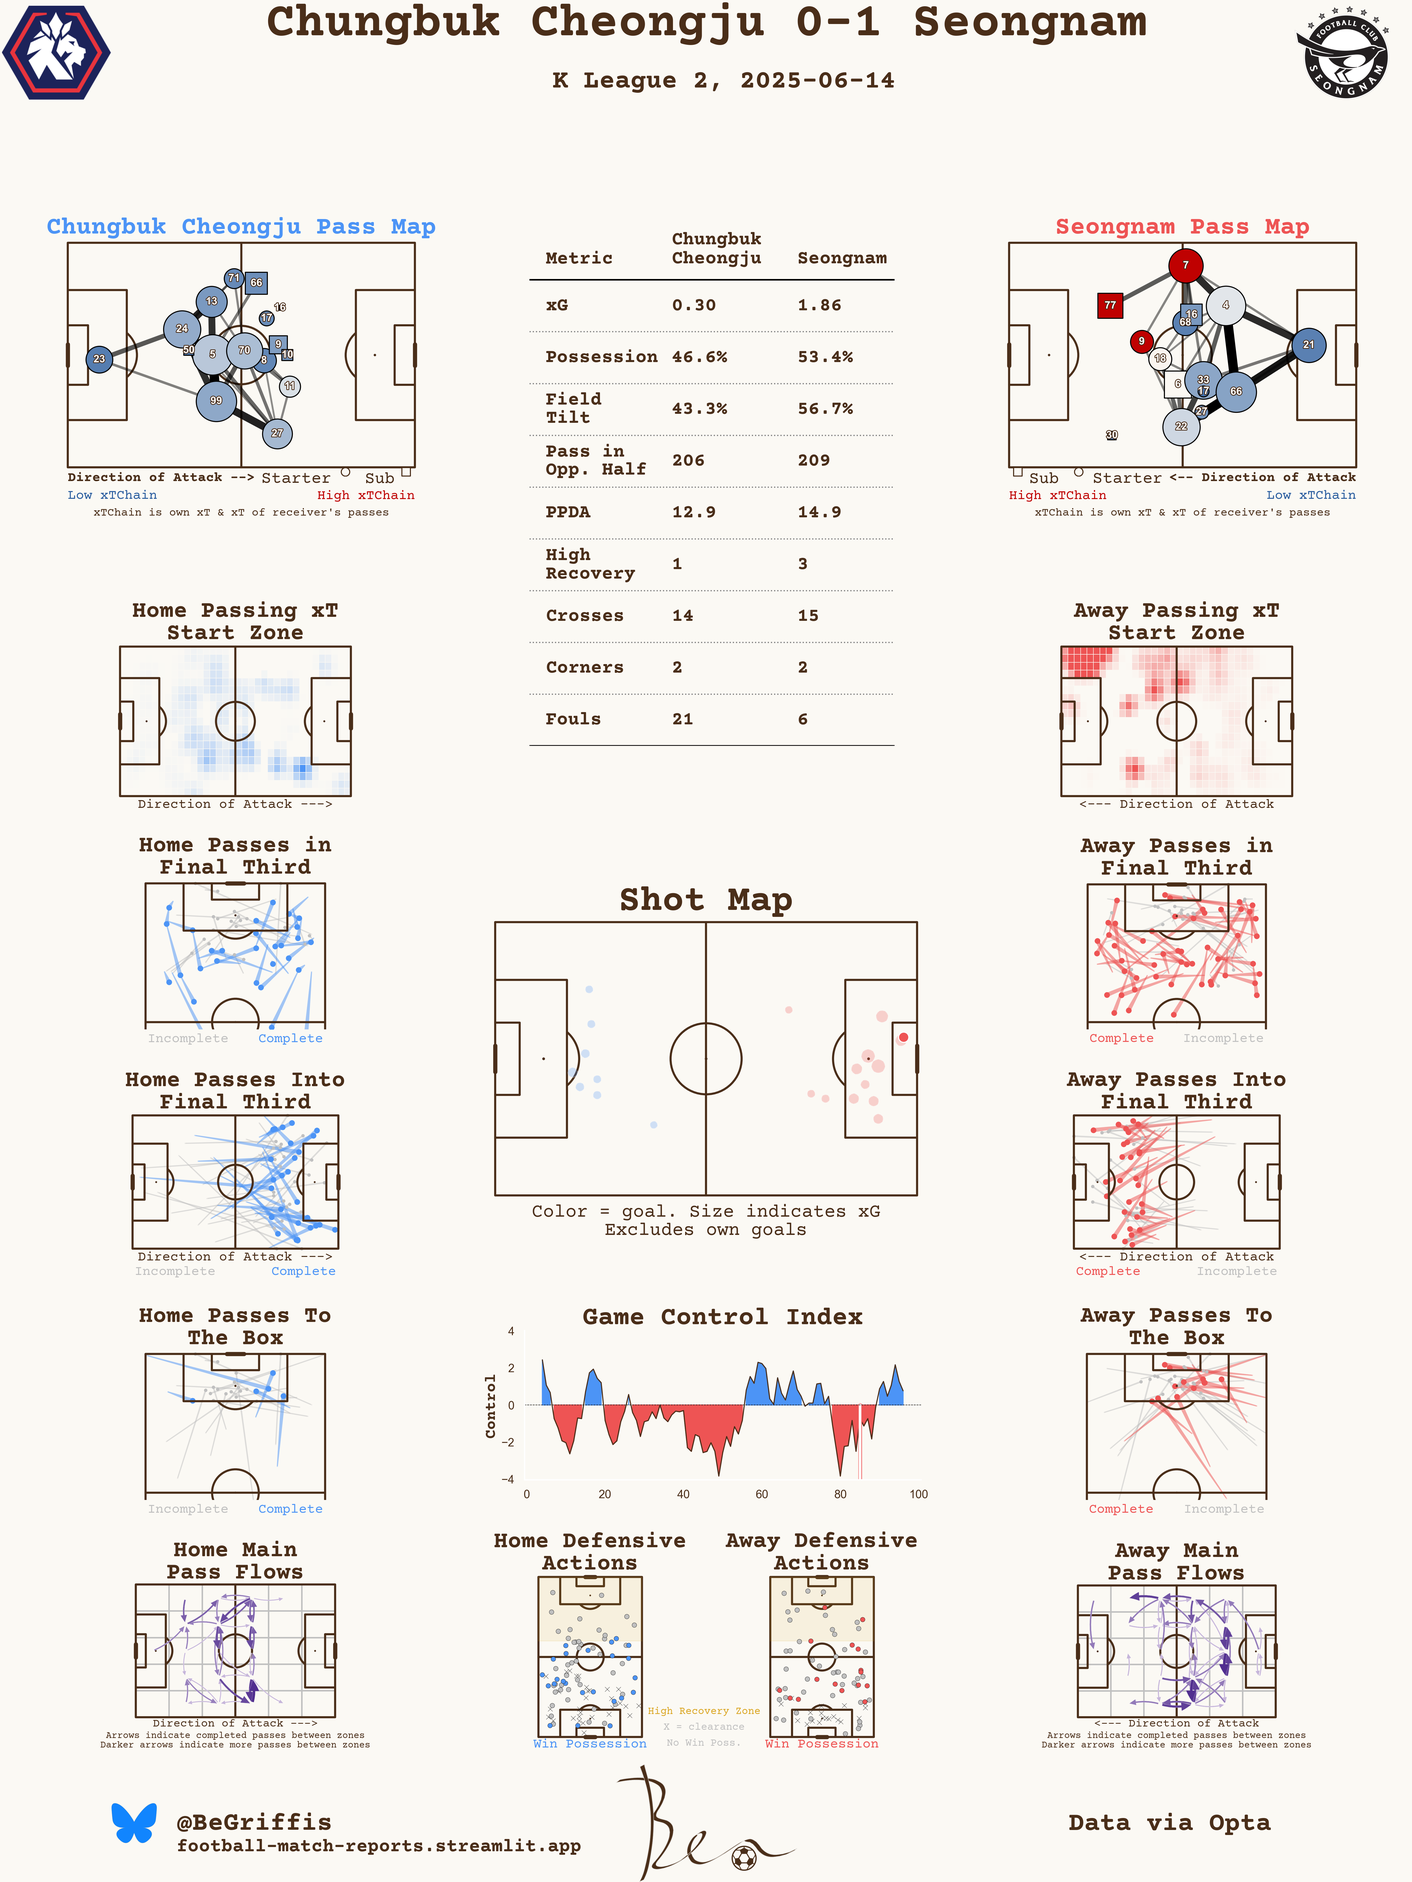 Chungbuk Cheongju 0-1 Seongnam
K League 2, 2025-06-14
FOOTBALL CLUB
SEONGNAM
Chungbuk Cheongju Pass Map
71
66
13
16
17
24
50
5
70
9
8
10
23
11
99
27
Direction of Attack --> Starter Sub
Low xTChain High xTChain
xTChain is own xT & xT of receiver's passes
Metric Chungbuk Cheongju Seongnam
xG 0.30 1.86
Possession 46.6% 53.4%
Field Tilt 43.3% 56.7%
Pass in Opp. Half 206 209
PPDA 12.9 14.9
High Recovery 1 3
Crosses 14 15
Corners 2 2
Fouls 21 6
Seongnam Pass Map
7
77
4
16
68
9
18
21
33
6
17
66
27
22
30
Sub Starter <-- Direction of Attack
High xTChain Low xTChain
xTChain is own xT & xT of receiver's passes
Home Passing xT
Start Zone
Direction of Attack --->
Away Passing xT
Start Zone
<--- Direction of Attack
Home Passes in
Final Third
Incomplete Complete
Away Passes in
Final Third
Complete Incomplete
Shot Map
Color = goal. Size indicates xG
Excludes own goals
Home Passes Into
Final Third
Direction of Attack --->
Incomplete Complete
Away Passes Into
Final Third
<--- Direction of Attack
Complete Incomplete
Home Passes To
The Box
Incomplete Complete
Game Control Index
Control
4
2
0
−2
−4
0 20 40 60 80 100
Away Passes To
The Box
Complete Incomplete
Home Main
Pass Flows
Direction of Attack --->
Arrows indicate completed passes between zones
Darker arrows indicate more passes between zones
Home Defensive
Actions
Win Possession
Away Defensive
Actions
Win Possession
High Recovery Zone
X = clearance
No Win Poss.
Away Main
Pass Flows
<--- Direction of Attack
Arrows indicate completed passes between zones
Darker arrows indicate more passes between zones
@BeGriffis
football-match-reports.streamlit.app
Ben
Data via Opta